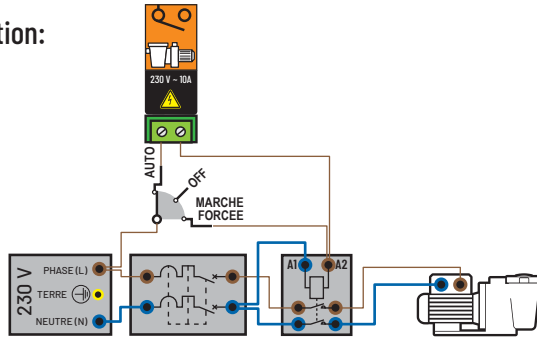 tion:
230 V ~ 10A
AUTO
OFF
MARCHE
FORCEE
230 V
PHASE (L)
TERRE
NEUTRE (N)
A1
A2